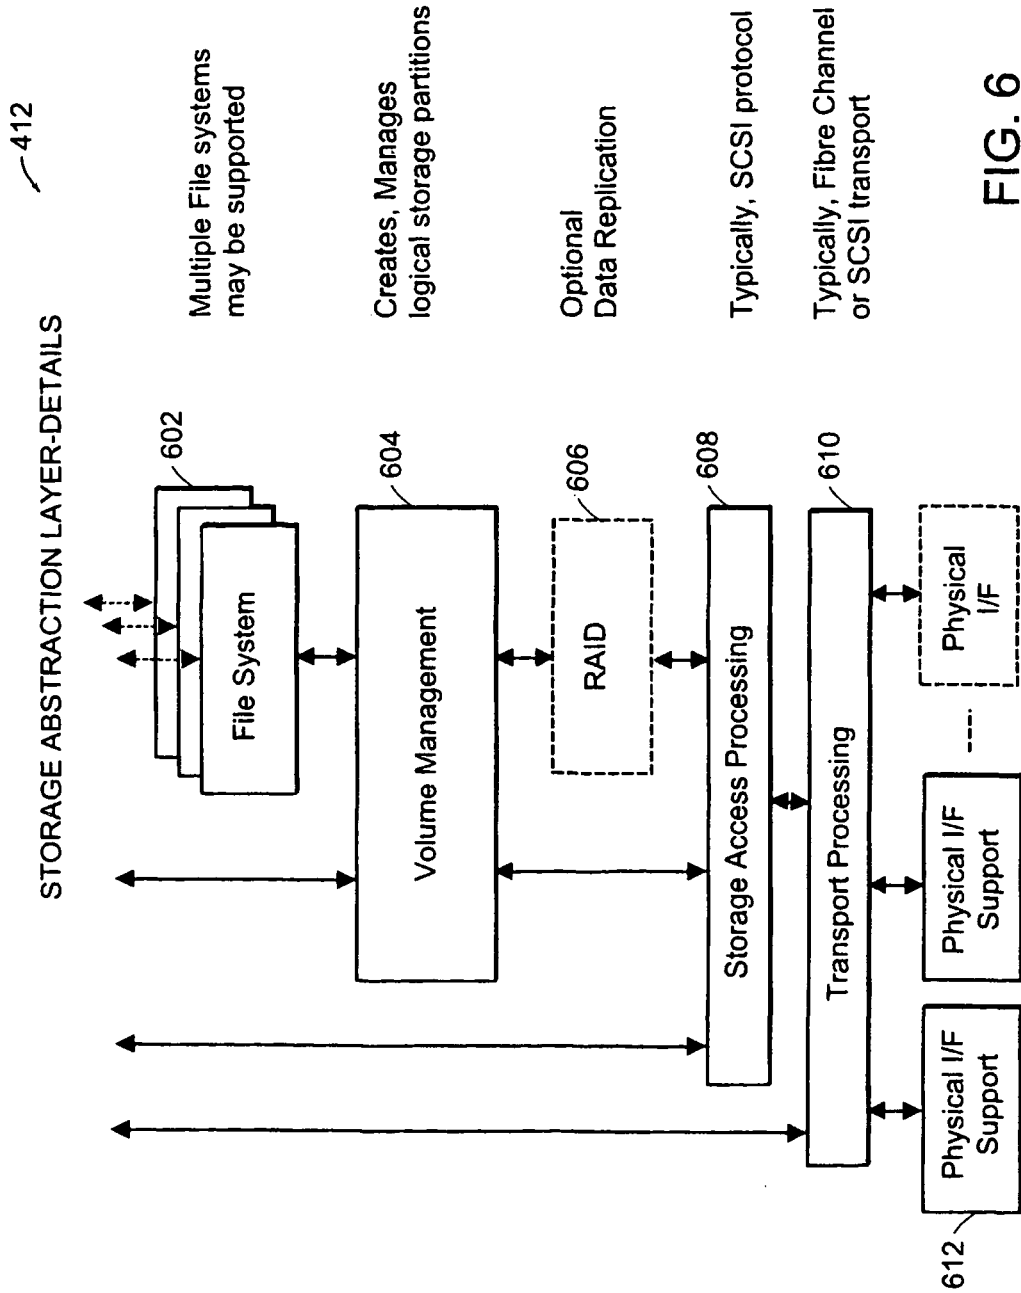 412
STORAGE ABSTRACTION LAYER-DETAILS
602
File System
Multiple File systems
may be supported
604
Volume Management
Creates, Manages
logical storage partitions
606
RAID
Optional
Data Replication
608
Storage Access Processing
Typically, SCSI protocol
610
Transport Processing
Typically, Fibre Channel
or SCSI transport
612
Physical I/F
Support
Physical I/F
Support
Physical
I/F
FIG. 6